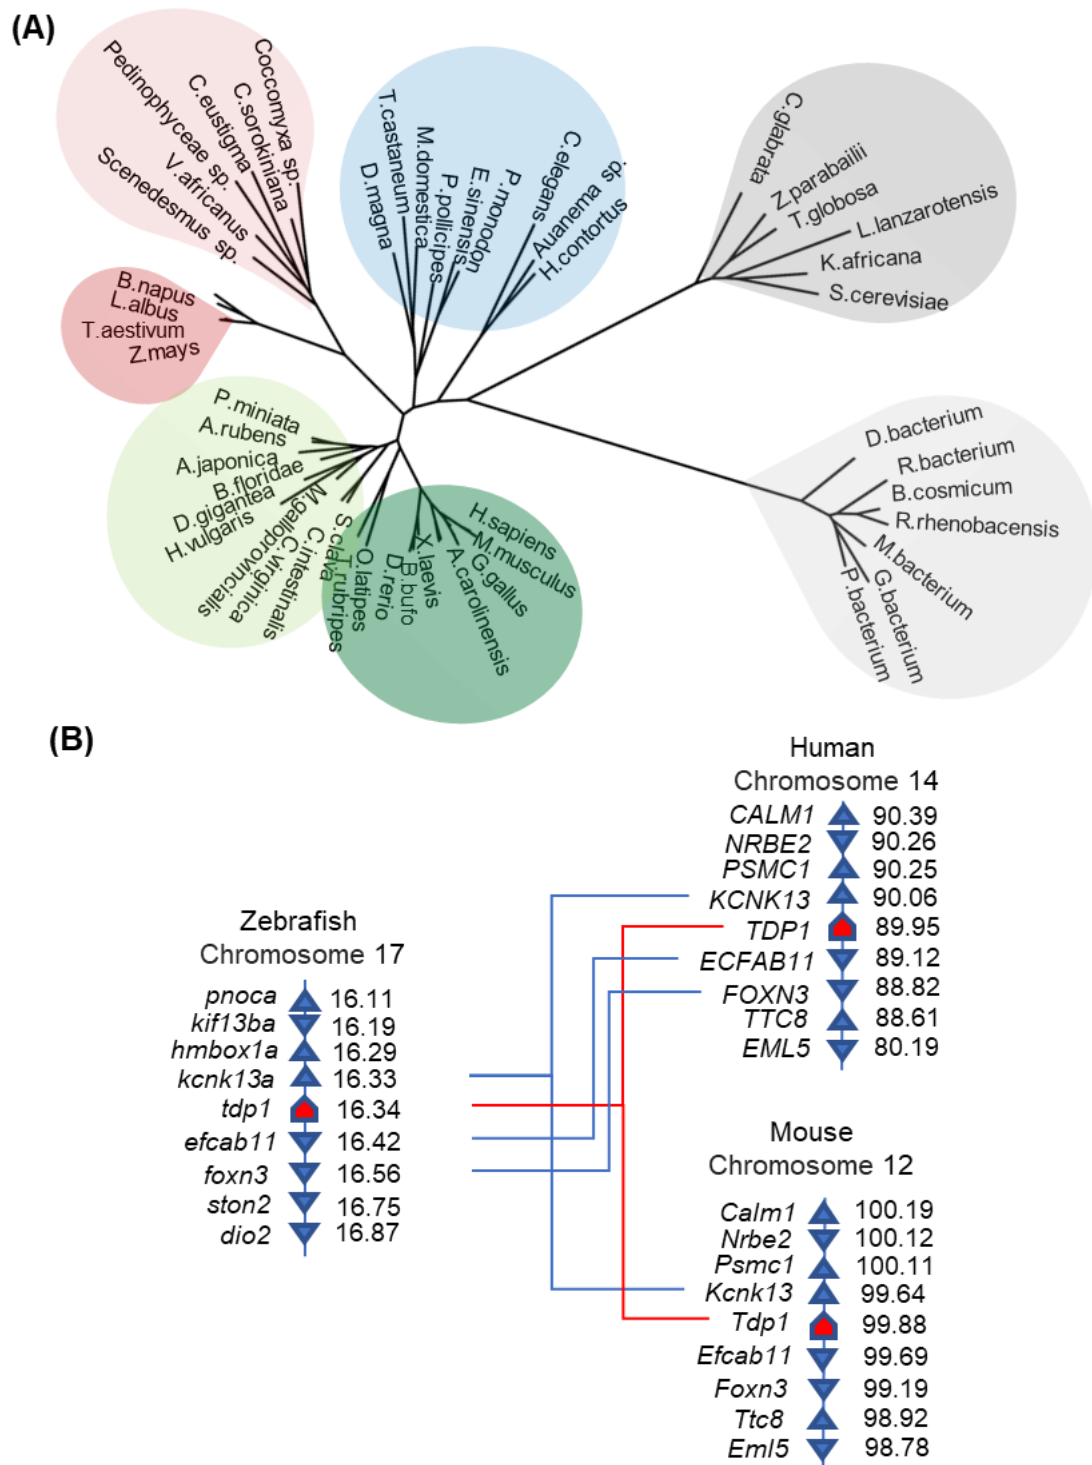 (A)
Pedinophyceae sp.
Scenedesmus sp.
V.africanus
C.eustigma
C.sorokiniana
Coccomyxa sp.
B.napus
L.albus
T.aestivum
Z.mays
T.castaneum
D.magna
M.domestica
P.pollicipes
E.sinensis
P.monodon
C.elegans
Auanema sp.
H.contortus
C.glabrata
Z.parabailii
T.globosa
L.lanzarotensis
K.africana
S.cerevisiae
D.bacterium
R.bacterium
B.cosmicum
R.rhenobacensis
M.bacterium
G.bacterium
P.bacterium
P.miniata
A.rubens
A.japonica
B.floridae
D.gigantea
H.vulgaris
M.galloprovincialis
C.virginica
C.intestinalis
S.clava
T.rubripes
O.latipes
D.rerio
B.bufo
X.laevis
A.carolinensis
G.gallus
M.musculus
H.sapiens
(B)
Zebrafish
Chromosome 17
pnoca 16.11
kif13ba 16.19
hmbox1a 16.29
kcnk13a 16.33
tdp1 16.34
efcab11 16.42
foxn3 16.56
ston2 16.75
dio2 16.87
Human
Chromosome 14
CALM1 90.39
NRBE2 90.26
PSMC1 90.25
KCNK13 90.06
TDP1 89.95
ECFAB11 89.12
FOXN3 88.82
TTC8 88.61
EML5 80.19
Mouse
Chromosome 12
Calm1 100.19
Nrbe2 100.12
Psmc1 100.11
Kcnk13 99.64
Tdp1 99.88
Efcab11 99.69
Foxn3 99.19
Ttc8 98.92
Eml5 98.78